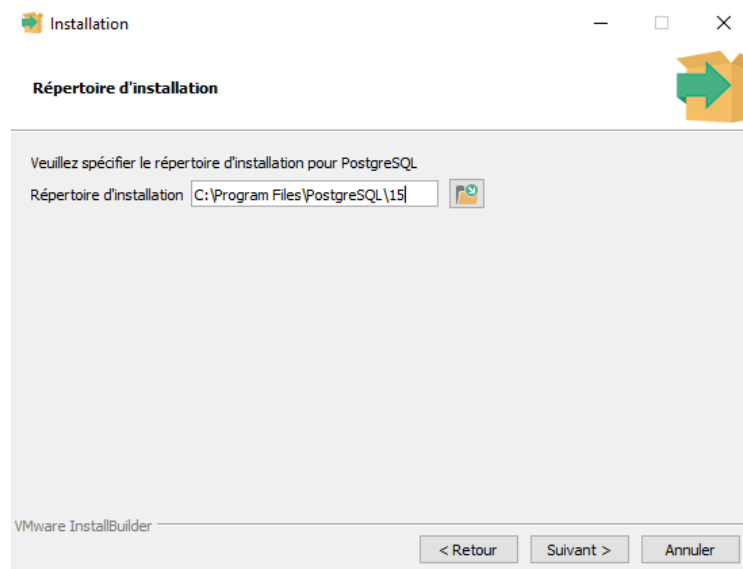 Installation
Répertoire d'installation
Veuillez spécifier le répertoire d'installation pour PostgreSQL
Répertoire d'installation C:\Program Files\PostgreSQL\15
VMware InstallBuilder
< Retour Suivant > Annuler